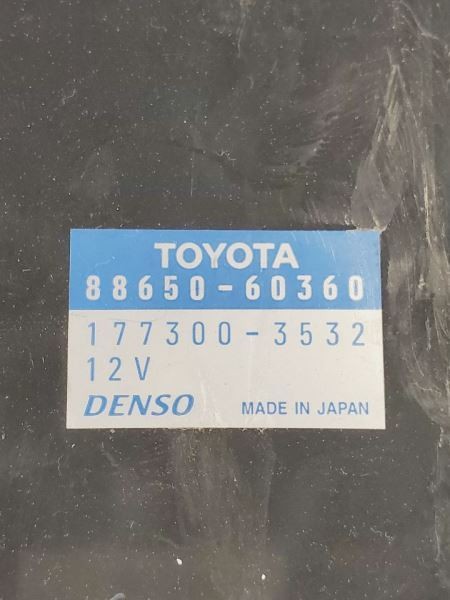 TOYOTA
88650-60360
177300-3532
12V
DENSO MADE IN JAPAN